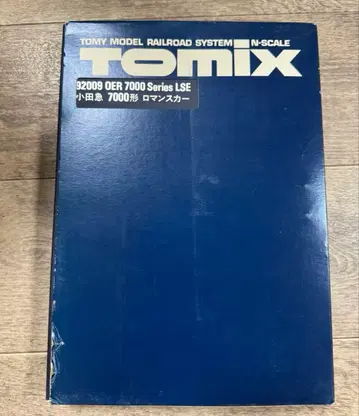 TOMY MODEL RAILROAD SYSTEM N-SCALE
TOMIX
92009 OER 7000 Series LSE
小田急 7000形 ロマンスカー